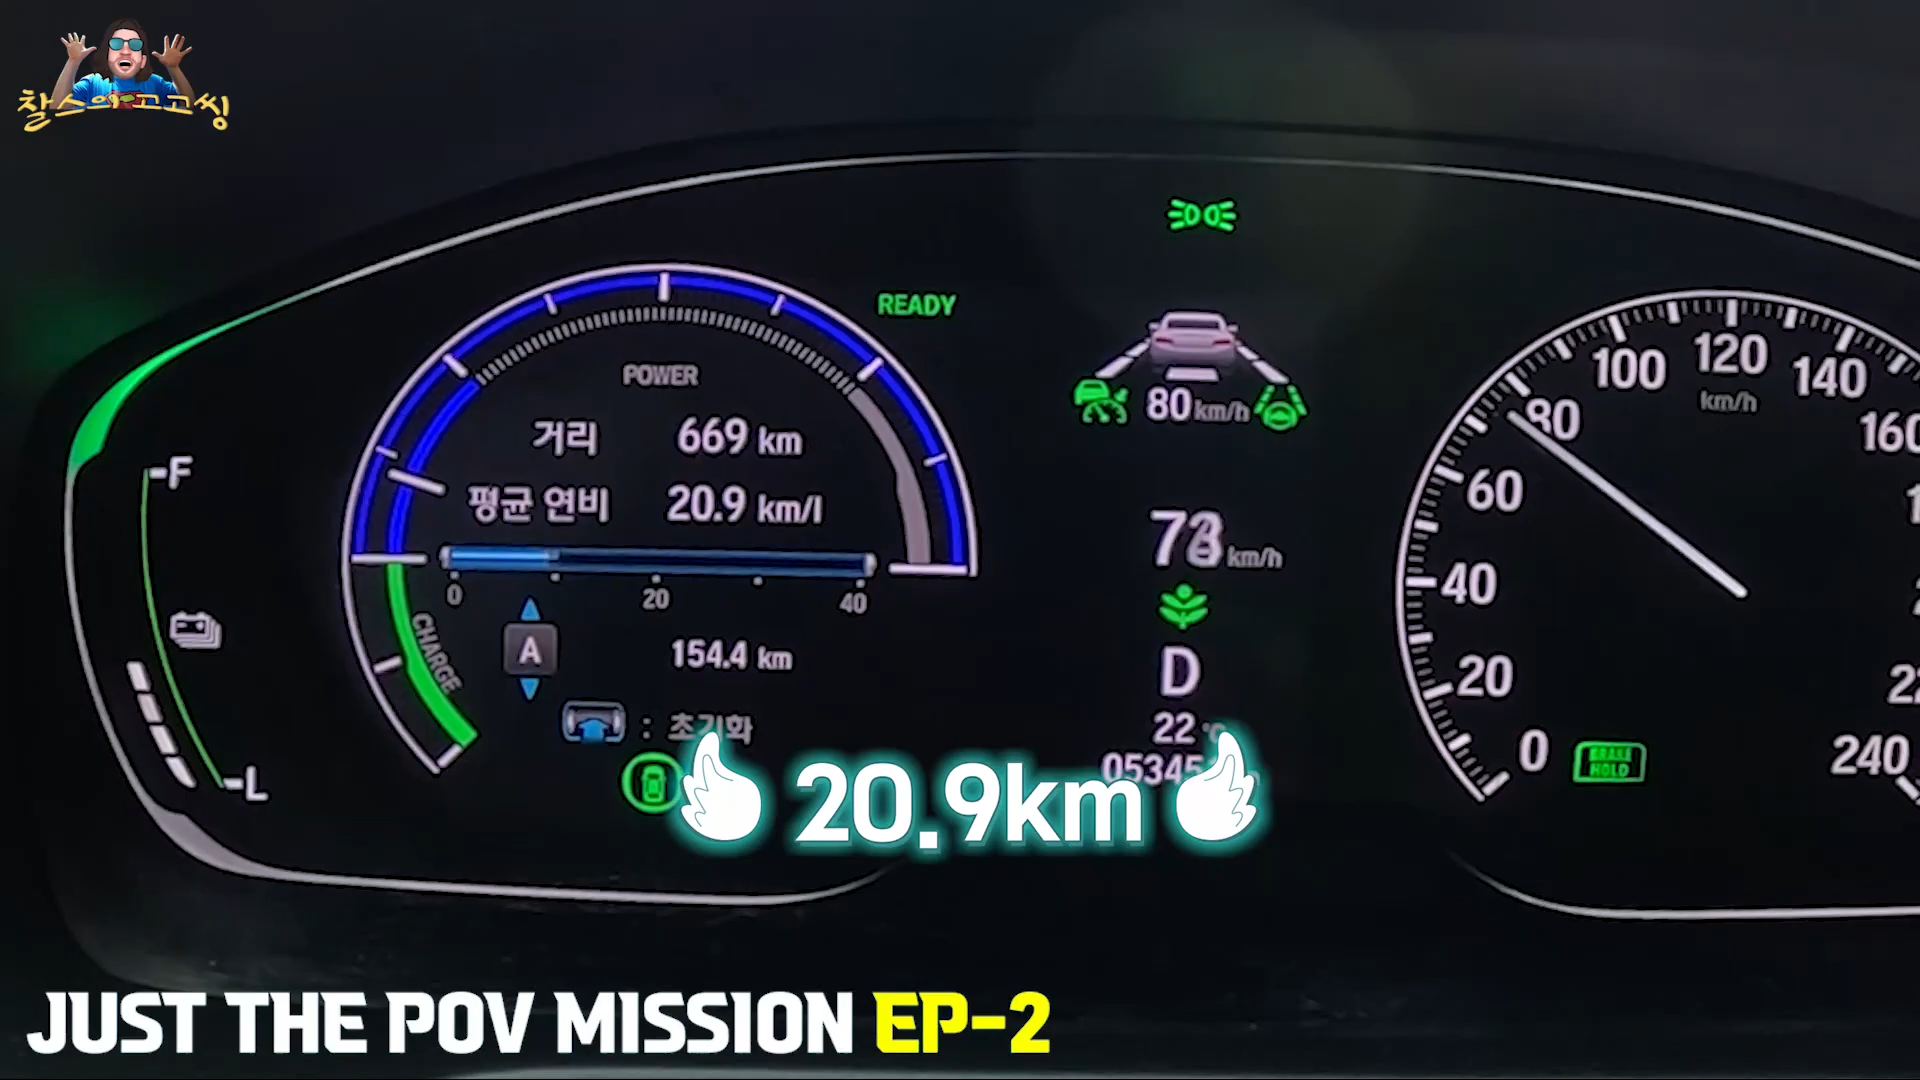 찰스의 고고씽
READY
POWER
거리 669 km
평균 연비 20.9 km/l
0 20 40
CHARGE
A 154.4 km
: 초기화
F
L
80 km/h
km/h
D
22 °C
0 20 40 60 80 100 120 140 160
240
km/h
BRAKE HOLD
20.9km
JUST THE POV MISSION EP-2